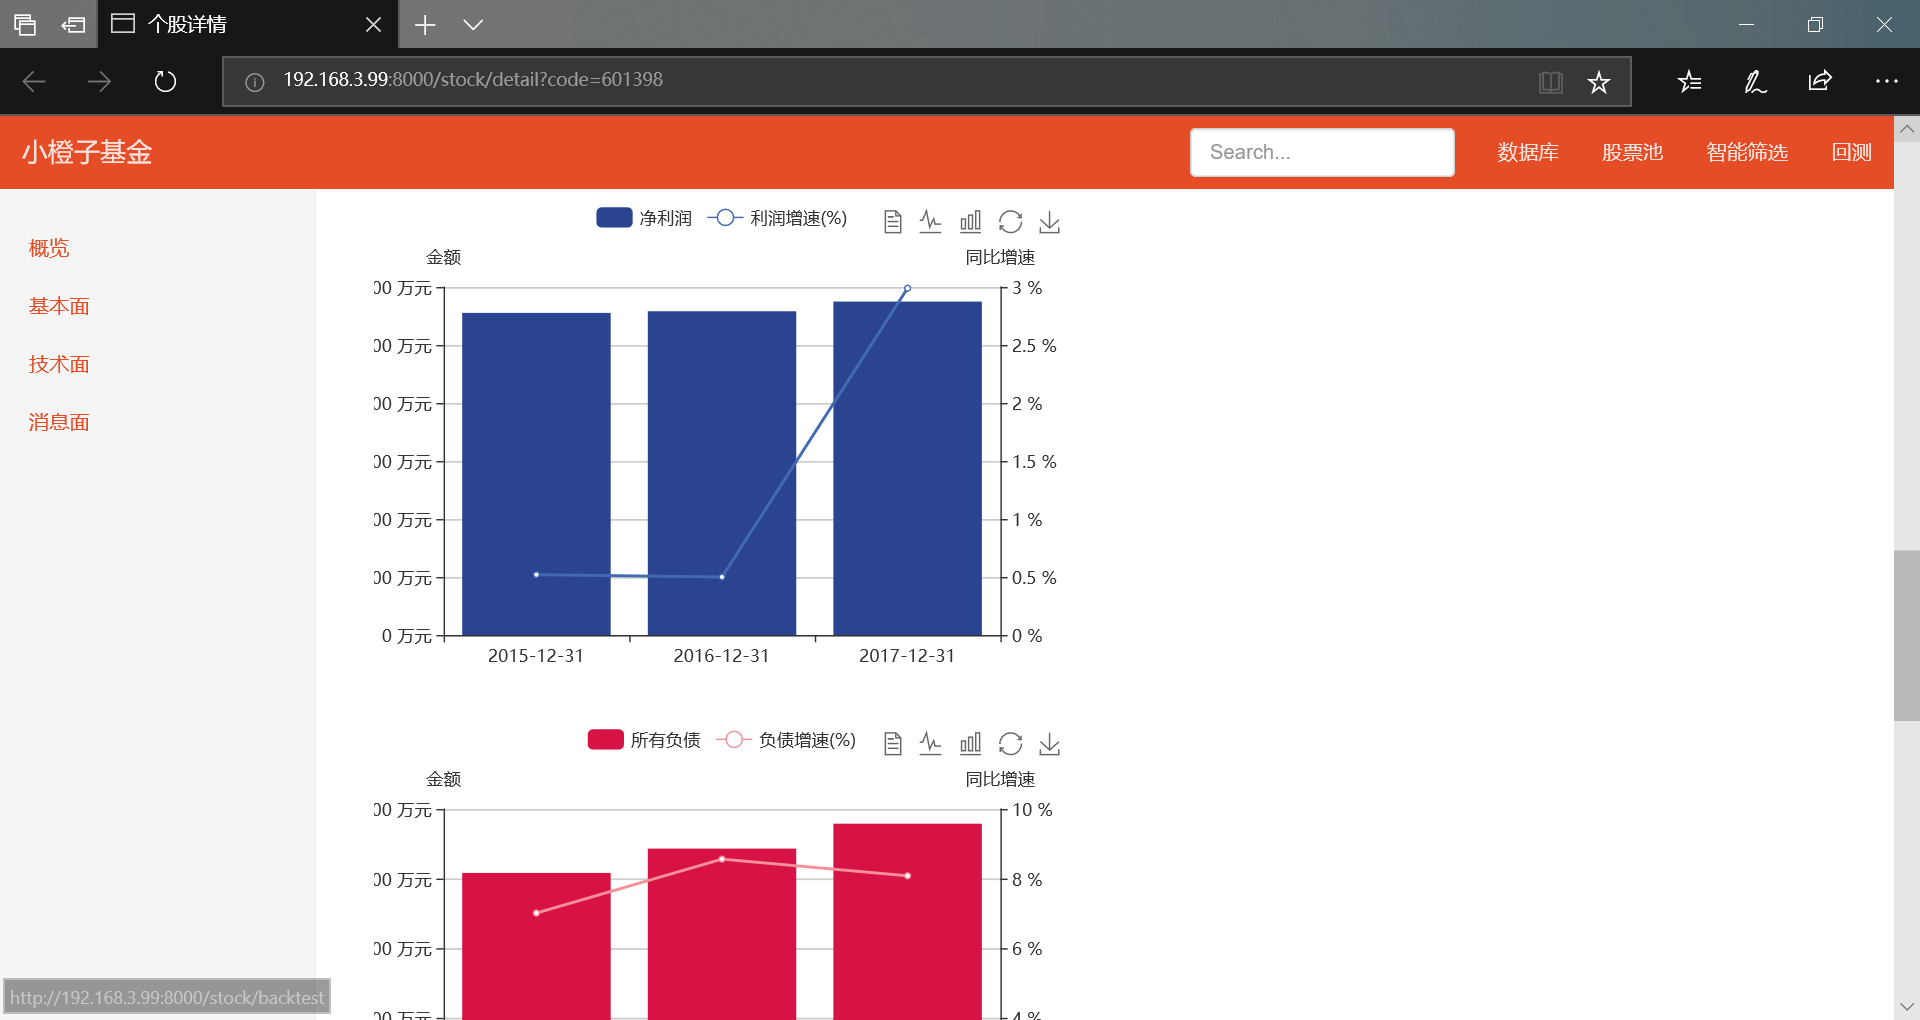 个股详情
192.168.3.99:8000/stock/detail?code=601398
小橙子基金
Search...
数据库
股票池
智能筛选
回测
概览
基本面
技术面
消息面
净利润
利润增速(%)
金额
同比增速
00 万元
00 万元
00 万元
00 万元
00 万元
00 万元
0 万元
3 %
2.5 %
2 %
1.5 %
1 %
0.5 %
0 %
2015-12-31
2016-12-31
2017-12-31
所有负债
负债增速(%)
金额
同比增速
00 万元
00 万元
00 万元
00 万元
10 %
8 %
6 %
4 %
http://192.168.3.99:8000/stock/backtest